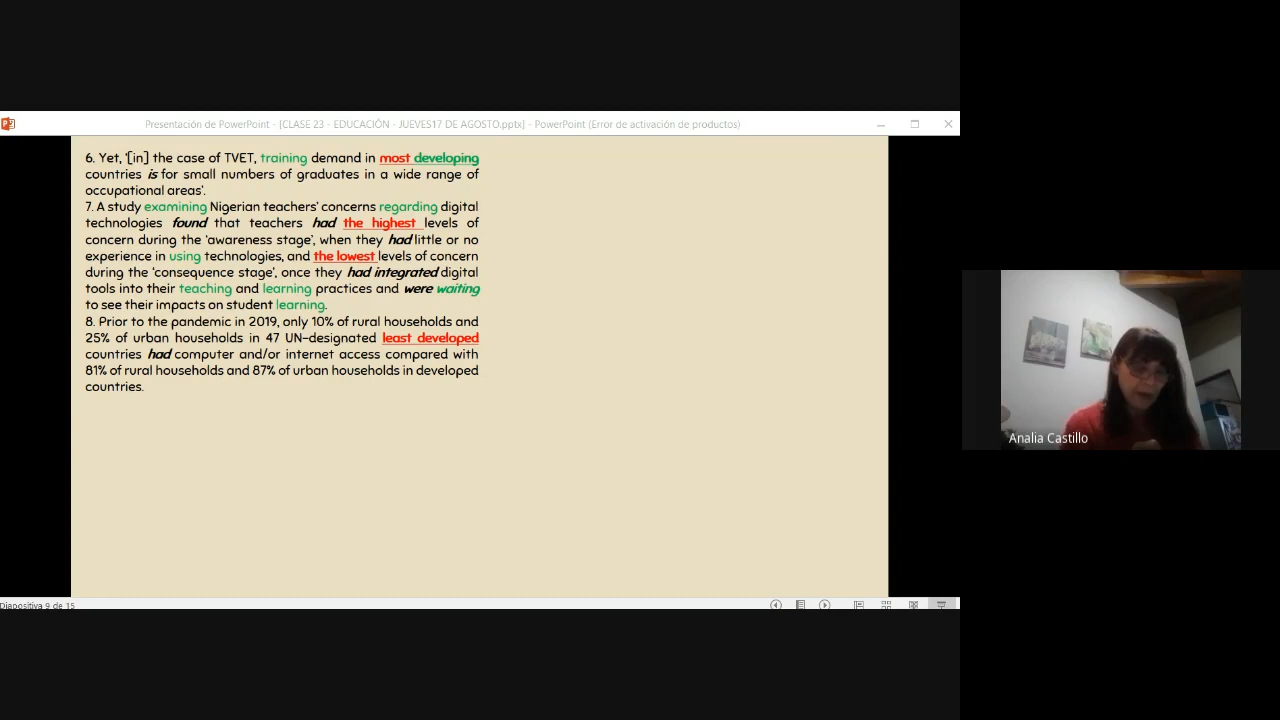 Presentación de PowerPoint - [CLASE 23 - EDUCACIÓN - JUEVES17 DE AGOSTO.pptx] - PowerPoint (Error de activación de productos)
6. Yet, '[in] the case of TVET, training demand in most developing
countries is for small numbers of graduates in a wide range of
occupational areas'.
7. A study examining Nigerian teachers' concerns regarding digital
technologies found that teachers had the highest levels of
concern during the 'awareness stage', when they had little or no
experience in using technologies, and the lowest levels of concern
during the 'consequence stage', once they had integrated digital
tools into their teaching and learning practices and were waiting
to see their impacts on student learning.
8. Prior to the pandemic in 2019, only 10% of rural households and
25% of urban households in 47 UN-designated least developed
countries had computer and/or internet access compared with
81% of rural households and 87% of urban households in developed
countries.
Analia Castillo
Diapositiva 9 de 15